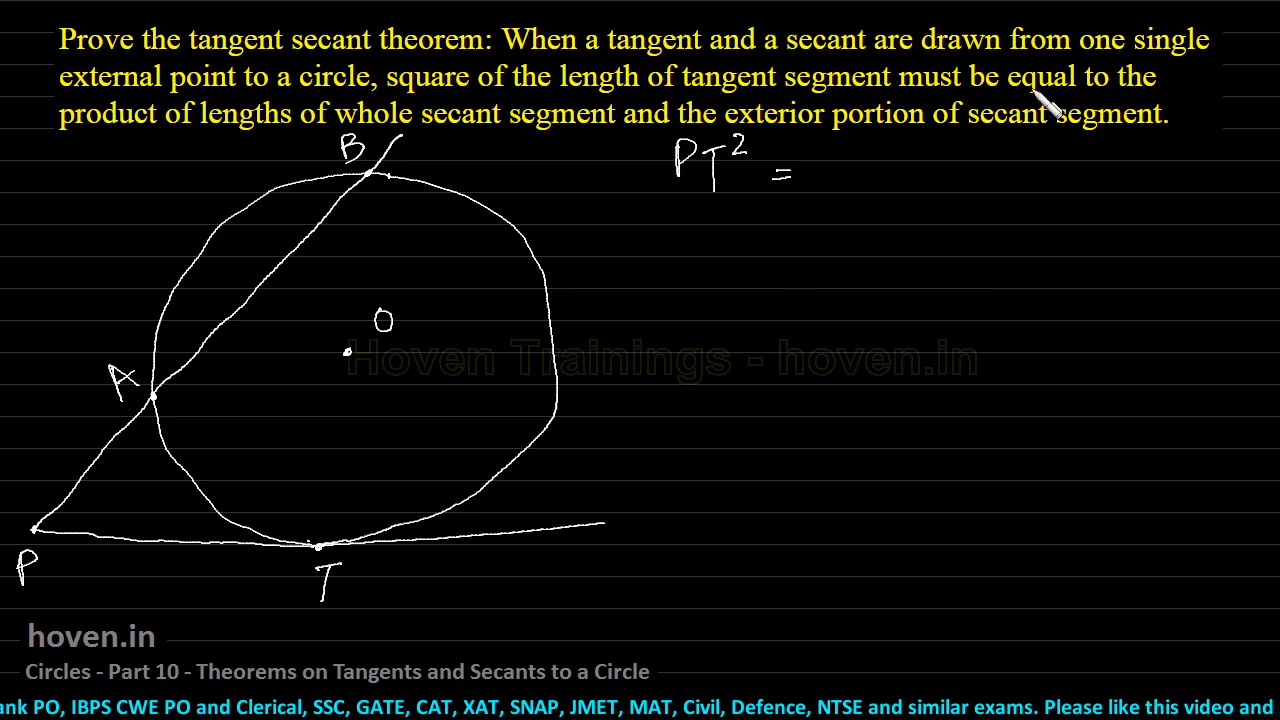 Prove the tangent secant theorem: When a tangent and a secant are drawn from one single
external point to a circle, square of the length of tangent segment must be equal to the
product of lengths of whole secant segment and the exterior portion of secant segment.
B
PT² =
O
Hoven Trainings - hoven.in
A
P
T
hoven.in
Circles - Part 10 - Theorems on Tangents and Secants to a Circle
ank PO, IBPS CWE PO and Clerical, SSC, GATE, CAT, XAT, SNAP, JMET, MAT, Civil, Defence, NTSE and similar exams. Please like this video and